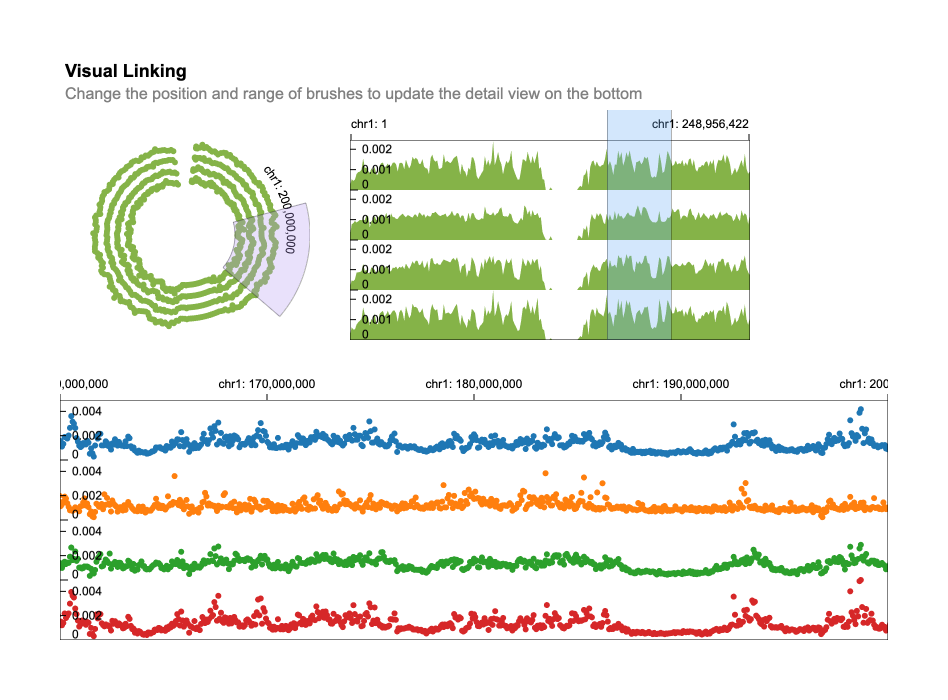 Visual Linking
Change the position and range of brushes to update the detail view on the bottom
chr1: 1
chr1: 248,956,422
chr1: 200,000,000
0.002
0.001
0
0.002
0.001
0
0.002
0.001
0
0.002
0.001
0
0,000,000
chr1: 170,000,000
chr1: 180,000,000
chr1: 190,000,000
chr1: 200
0.004
0.002
0
0.004
0.002
0
0.004
0.002
0
0.004
0.002
0